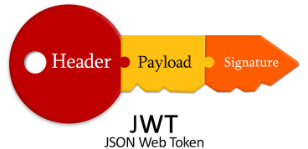 Header Payload Signature
JWT
JSON Web Token